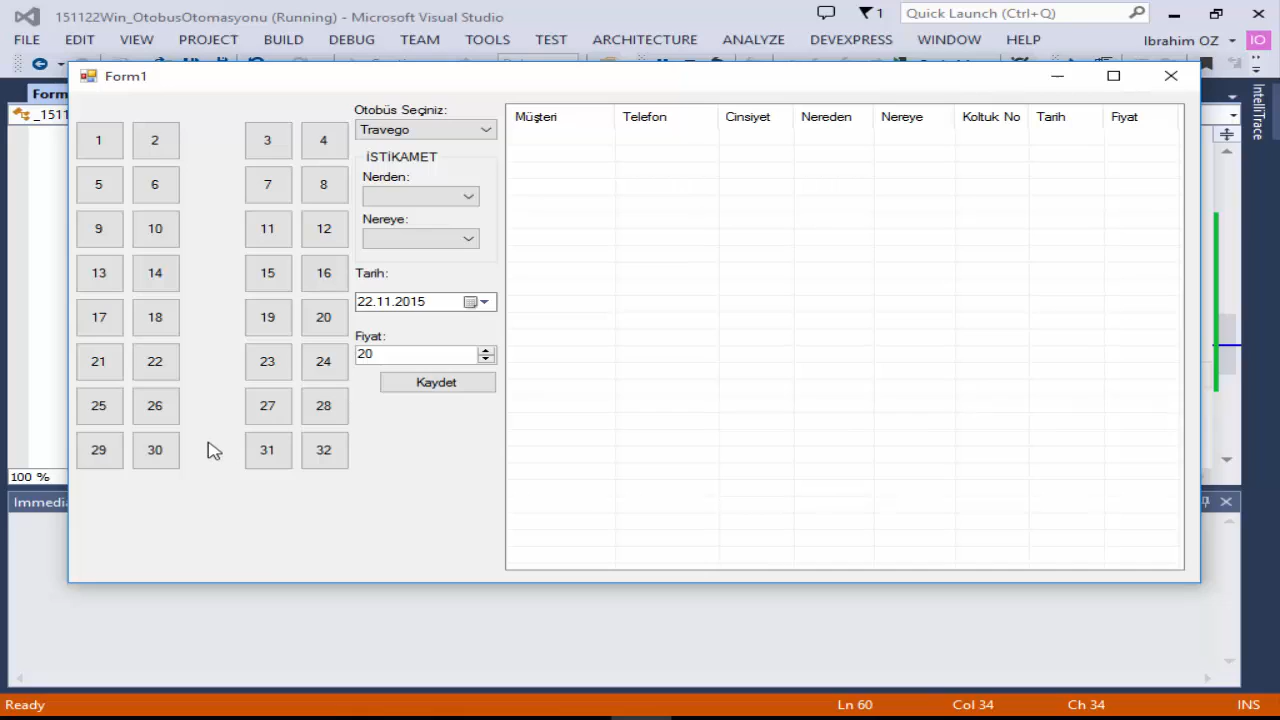 151122Win_OtobusOtomasyonu (Running) - Microsoft Visual Studio
1
Quick Launch (Ctrl+Q)
FILE EDIT VIEW PROJECT BUILD DEBUG TEAM TOOLS TEST ARCHITECTURE ANALYZE DEVEXPRESS WINDOW HELP
Ibrahim OZ IO
Form1
Form
_1511
IntelliTrace
1 2 3 4
5 6 7 8
9 10 11 12
13 14 15 16
17 18 19 20
21 22 23 24
25 26 27 28
29 30 31 32
Otobüs Seçiniz:
Travego
İSTİKAMET
Nerden:
Nereye:
Tarih:
22.11.2015
Fiyat:
20
Kaydet
Müşteri Telefon Cinsiyet Nereden Nereye Koltuk No Tarih Fiyat
100 %
Immedia
Ready Ln 60 Col 34 Ch 34 INS